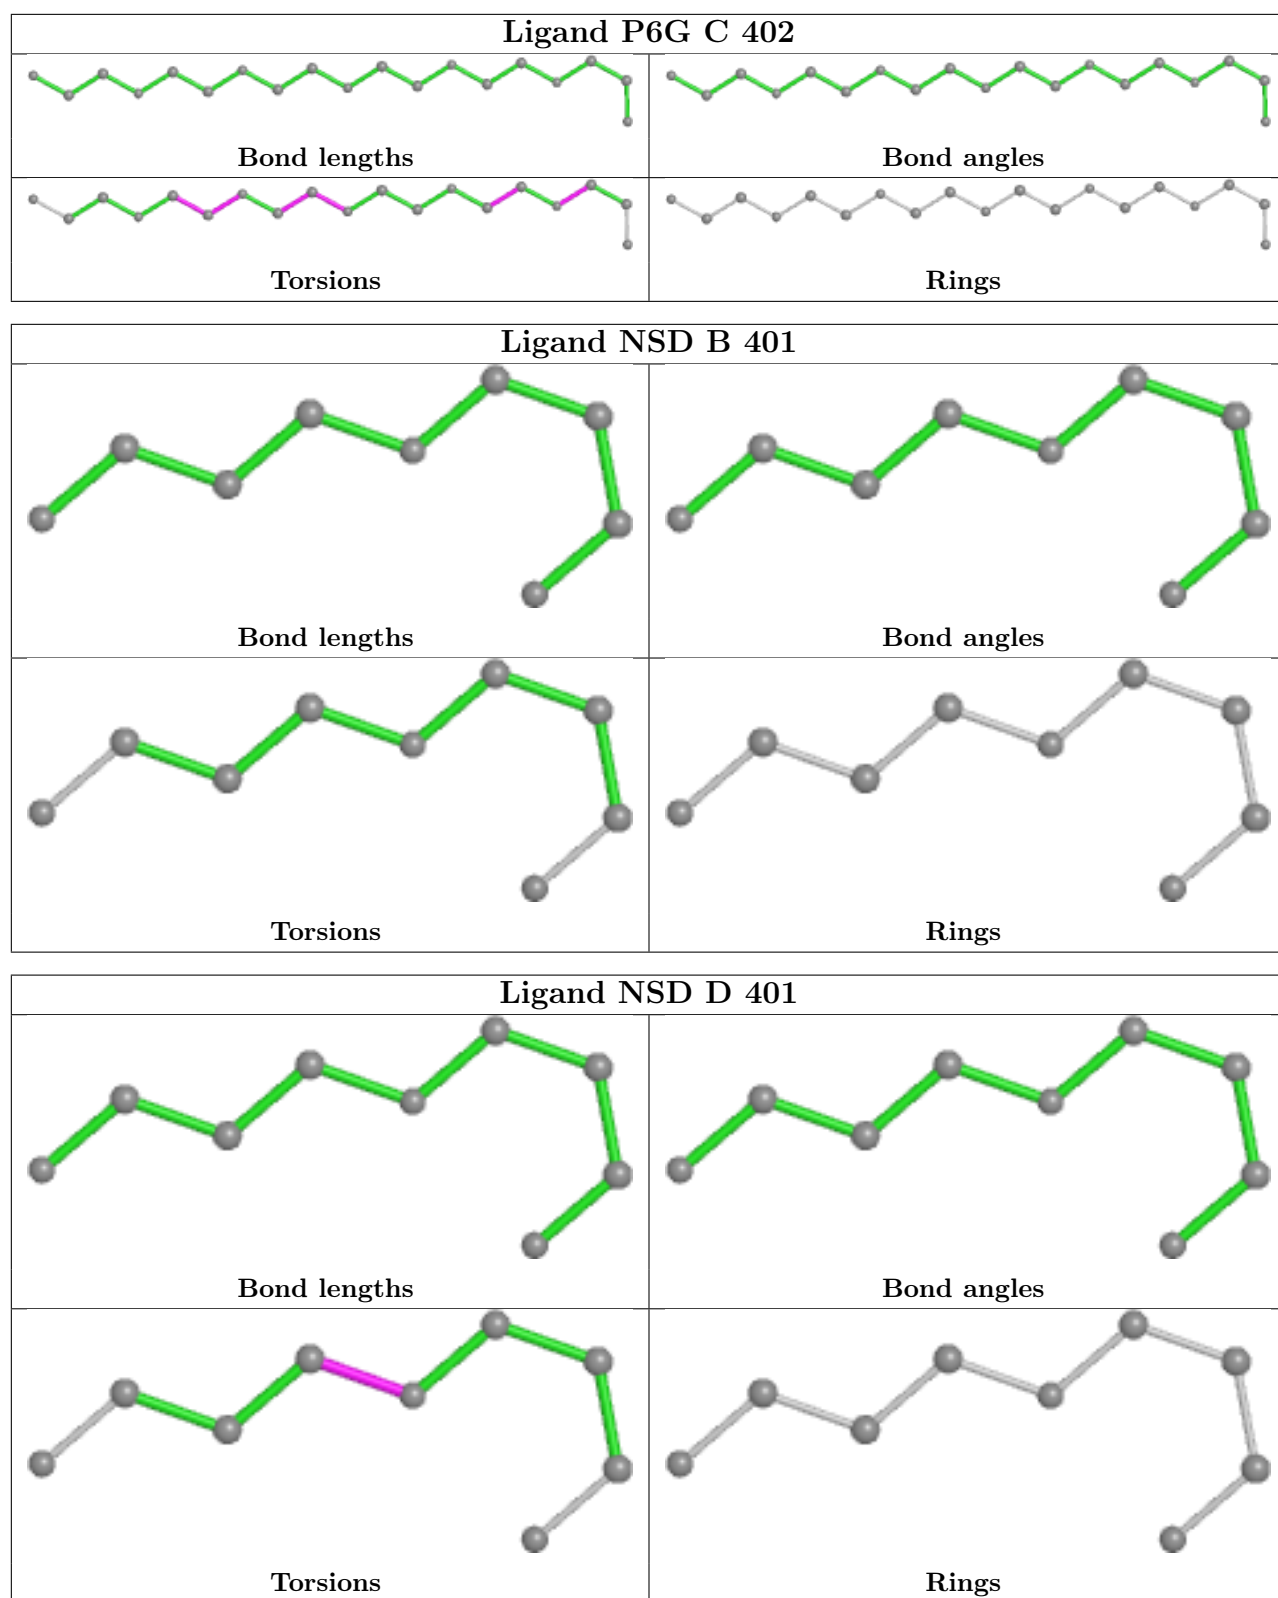 Ligand P6G C 402
Bond lengths
Bond angles
Torsions
Rings
Ligand NSD B 401
Bond lengths
Bond angles
Torsions
Rings
Ligand NSD D 401
Bond lengths
Bond angles
Torsions
Rings